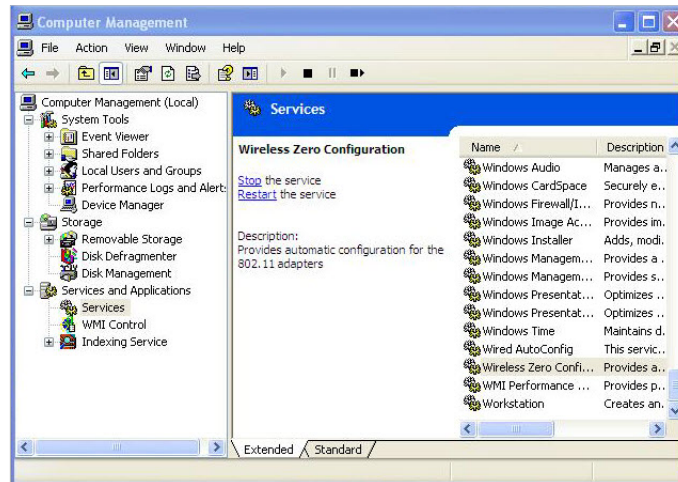 Computer Management
File Action View Window Help
Computer Management (Local)
System Tools
Event Viewer
Shared Folders
Local Users and Groups
Performance Logs and Alert
Device Manager
Storage
Removable Storage
Disk Defragmenter
Disk Management
Services and Applications
Services
WMI Control
Indexing Service
Services
Wireless Zero Configuration
Stop the service
Restart the service
Description:
Provides automatic configuration for the
802.11 adapters
Name Description
Windows Audio Manages a..
Windows CardSpace Securely e..
Windows Firewall/I... Provides n..
Windows Image Ac... Provides im.
Windows Installer Adds, modi.
Windows Managem... Provides a .
Windows Managem... Provides s..
Windows Presentat... Optimizes ..
Windows Presentat... Optimizes ..
Windows Time Maintains d.
Wired AutoConfig This servic..
Wireless Zero Confi... Provides a..
WMI Performance ... Provides p..
Workstation Creates an.
Extended Standard